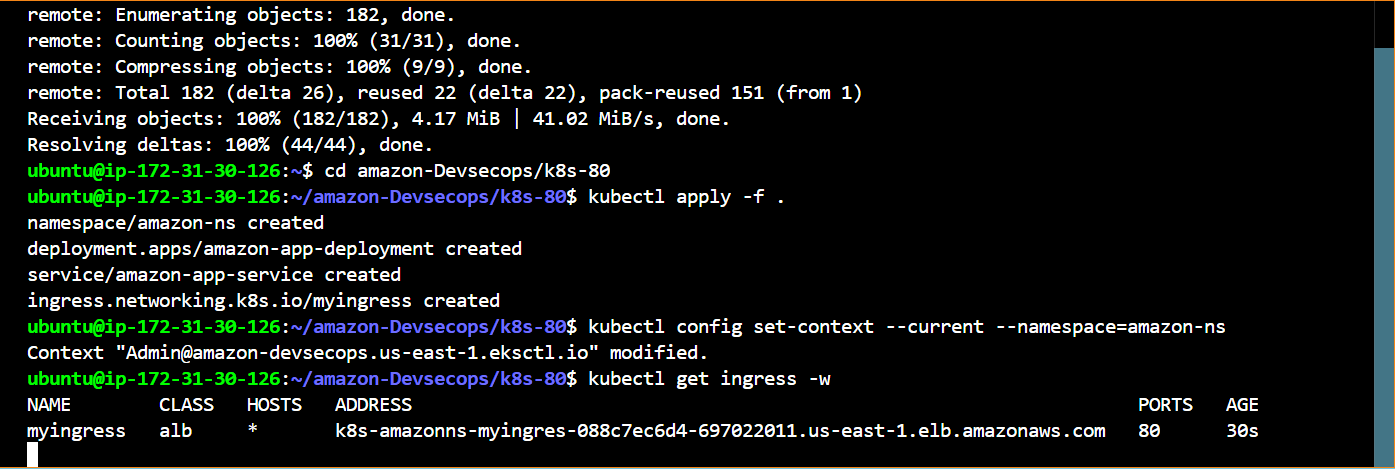 remote: Enumerating objects: 182, done.
remote: Counting objects: 100% (31/31), done.
remote: Compressing objects: 100% (9/9), done.
remote: Total 182 (delta 26), reused 22 (delta 22), pack-reused 151 (from 1)
Receiving objects: 100% (182/182), 4.17 MiB | 41.02 MiB/s, done.
Resolving deltas: 100% (44/44), done.
ubuntu@ip-172-31-30-126:~$ cd amazon-Devsecops/k8s-80
ubuntu@ip-172-31-30-126:~/amazon-Devsecops/k8s-80$ kubectl apply -f .
namespace/amazon-ns created
deployment.apps/amazon-app-deployment created
service/amazon-app-service created
ingress.networking.k8s.io/myingress created
ubuntu@ip-172-31-30-126:~/amazon-Devsecops/k8s-80$ kubectl config set-context --current --namespace=amazon-ns
Context "Admin@amazon-devsecops.us-east-1.eksctl.io" modified.
ubuntu@ip-172-31-30-126:~/amazon-Devsecops/k8s-80$ kubectl get ingress -w
NAME CLASS HOSTS ADDRESS PORTS AGE
myingress alb * k8s-amazonns-myingres-088c7ec6d4-697022011.us-east-1.elb.amazonaws.com 80 30s